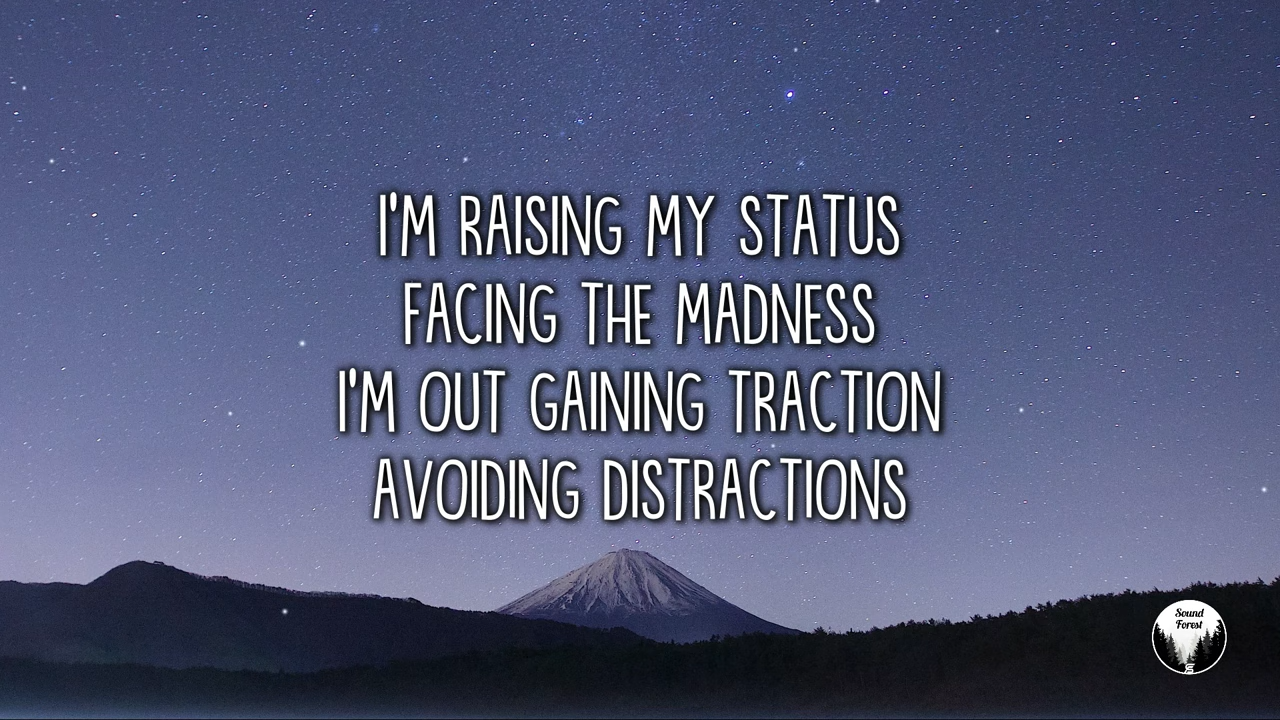 I'M RAISING MY STATUS
FACING THE MADNESS
I'M OUT GAINING TRACTION
AVOIDING DISTRACTIONS
Sound
Forest